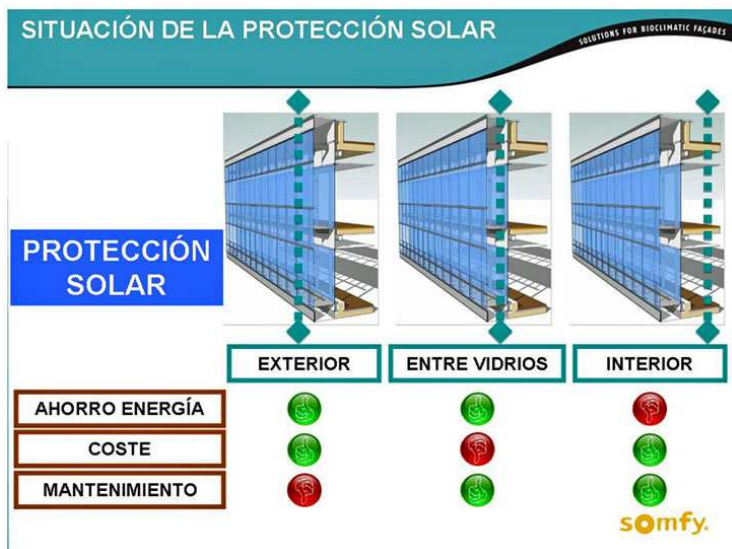 SITUACIÓN DE LA PROTECCIÓN SOLAR
SOLUTIONS FOR BIOCLIMATIC FAÇADES
PROTECCIÓN
SOLAR
EXTERIOR
ENTRE VIDRIOS
INTERIOR
AHORRO ENERGÍA
COSTE
MANTENIMIENTO
somfy.